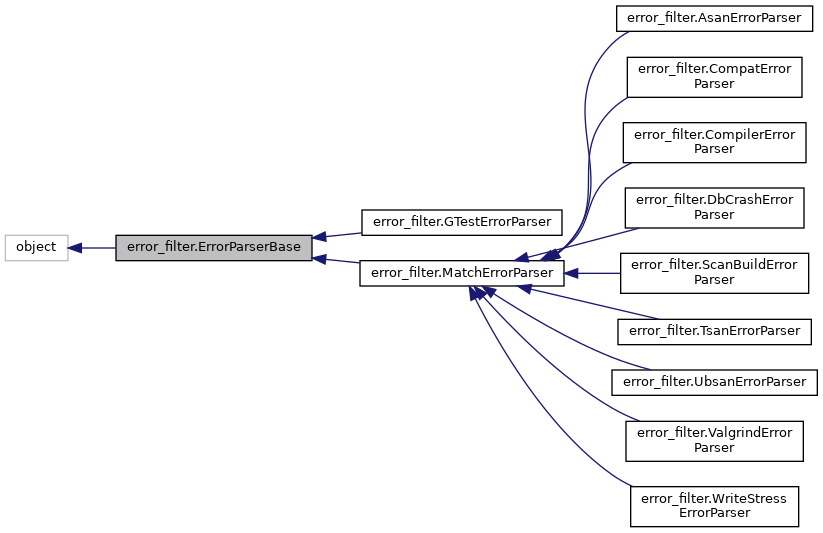 object
error_filter.ErrorParserBase
error_filter.GTestErrorParser
error_filter.MatchErrorParser
error_filter.AsanErrorParser
error_filter.CompatError
Parser
error_filter.CompilerError
Parser
error_filter.DbCrashError
Parser
error_filter.ScanBuildError
Parser
error_filter.TsanErrorParser
error_filter.UbsanErrorParser
error_filter.ValgrindError
Parser
error_filter.WriteStress
ErrorParser